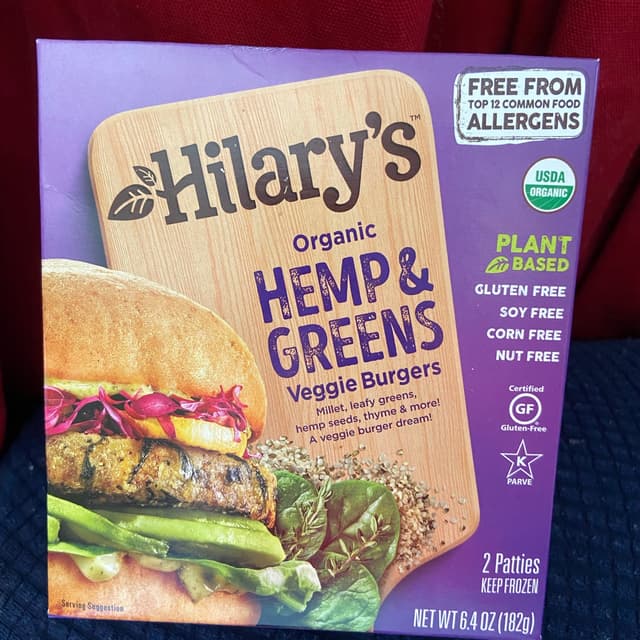 Hilary's™
Organic
HEMP &
GREENS
Veggie Burgers
Millet, leafy greens,
hemp seeds, thyme & more!
A veggie burger dream!
FREE FROM
TOP 12 COMMON FOOD
ALLERGENS
USDA
ORGANIC
PLANT
BASED
GLUTEN FREE
SOY FREE
CORN FREE
NUT FREE
Certified
GF
Gluten-Free
K
PARVE
2 Patties
KEEP FROZEN
NET WT 6.4 OZ (182g)
Serving Suggestion